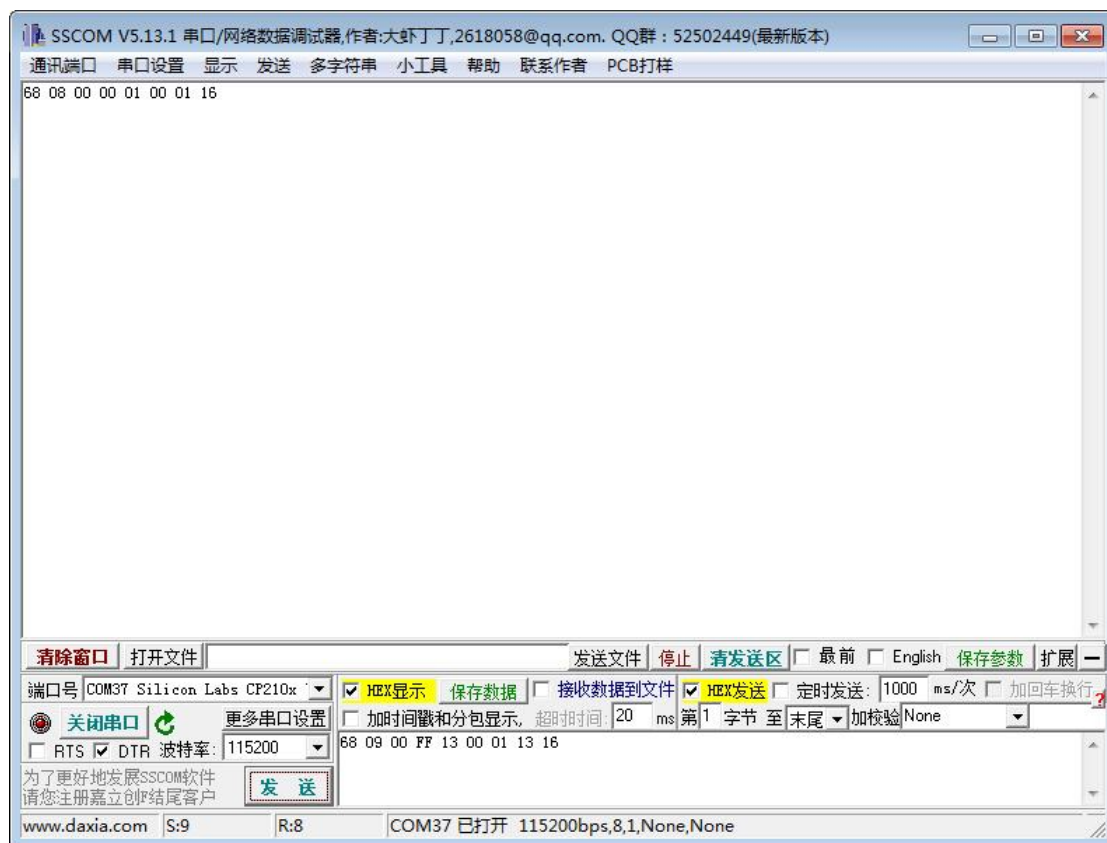 SSCOM V5.13.1 串口/网络数据调试器,作者:大虾丁丁,2618058@qq.com. QQ群：52502449(最新版本)
通讯端口 串口设置 显示 发送 多字符串 小工具 帮助 联系作者 PCB打样
68 08 00 00 01 00 01 16
清除窗口 打开文件 发送文件 停止 清发送区 最前 English 保存参数 扩展 —
端口号 COM37 Silicon Labs CP210x HEX显示 保存数据 接收数据到文件 HEX发送 定时发送: 1000 ms/次 加回车换行 ?
关闭串口 更多串口设置 加时间戳和分包显示, 超时时间: 20 ms 第1 字节 至 末尾 加校验 None
RTS DTR 波特率: 115200 68 09 00 FF 13 00 01 13 16
为了更好地发展SSCOM软件
请您注册嘉立创F结尾客户 发 送
www.daxia.com S:9 R:8 COM37 已打开 115200bps,8,1,None,None